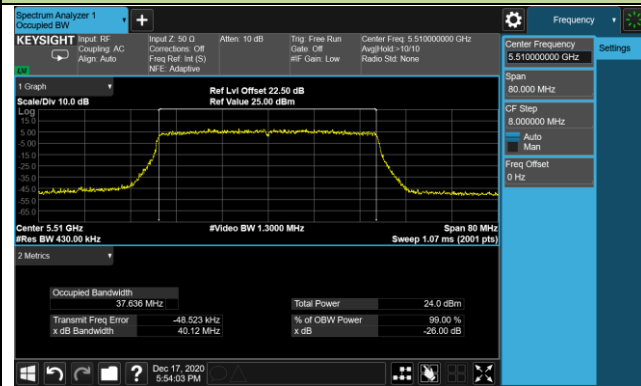 Spectrum Analyzer 1
Occupied BW
Frequency
KEYSIGHT
Input: RF
Coupling: AC
Align: Auto
Input Z: 50 Ω
Corrections: Off
Freq Ref: Int (S)
NFE: Adaptive
Atten: 10 dB
Trig: Free Run
Gate: Off
#IF Gain: Low
Center Freq: 5.510000000 GHz
Avg|Hold:>10/10
Radio Std: None
Center Frequency
5.510000000 GHz
Settings
Span
80.000 MHz
CF Step
8.000000 MHz
Auto
Man
Freq Offset
0 Hz
1 Graph
Scale/Div 10.0 dB
Ref Lvl Offset 22.50 dB
Ref Value 25.00 dBm
Log
15.0
5.00
-5.00
-15.0
-25.0
-35.0
-45.0
-55.0
-65.0
Center 5.51 GHz
#Res BW 430.00 kHz
#Video BW 1.3000 MHz
Span 80 MHz
Sweep 1.07 ms (2001 pts)
2 Metrics
Occupied Bandwidth
37.636 MHz
Total Power 24.0 dBm
Transmit Freq Error -48.523 kHz
% of OBW Power 99.00 %
x dB Bandwidth 40.12 MHz
x dB -26.00 dB
Dec 17, 2020
5:54:03 PM